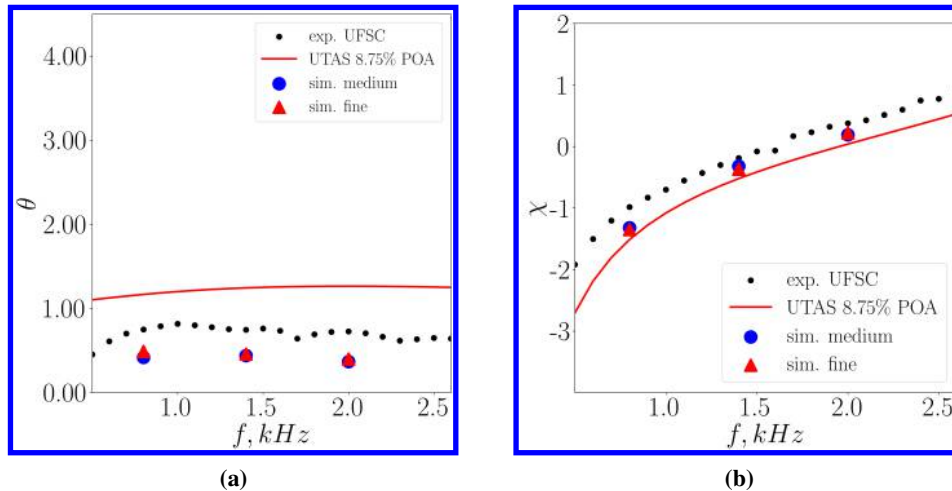 4.00
3.00
2.00
1.00
0.00
θ
1.0
1.5
2.0
2.5
f, kHz
exp. UFSC
UTAS 8.75% POA
sim. medium
sim. fine
(a)
2
1
0
-1
-2
-3
χ
1.0
1.5
2.0
2.5
f, kHz
exp. UFSC
UTAS 8.75% POA
sim. medium
sim. fine
(b)